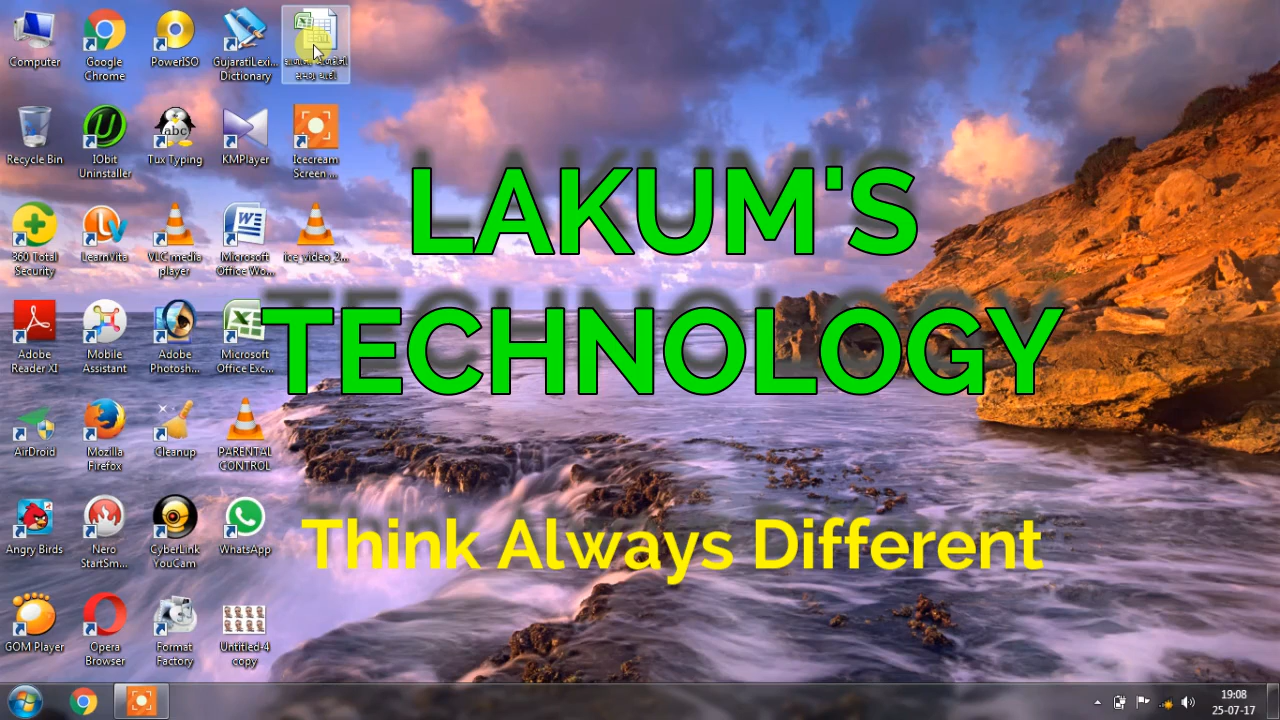 Computer
Google
Chrome
PowerISO
GujaratiLexi...
Dictionary
Recycle Bin
IObit
Uninstaller
abc
Tux Typing
KMPlayer
Icecream
Screen ...
LAKUM'S
360 Total
Security
LearnVita
VLC media
player
Microsoft
Office Wo...
ice_video_2...
TECHNOLOGY
Adobe
Reader XI
Mobile
Assistant
Adobe
Photosh...
Microsoft
Office Exc...
AirDroid
Mozilla
Firefox
Cleanup
PARENTAL
CONTROL
Think Always Different
Angry Birds
Nero
StartSm...
CyberLink
YouCam
WhatsApp
GOM Player
Opera
Browser
Format
Factory
Untitled-4
copy
19:08
25-07-17